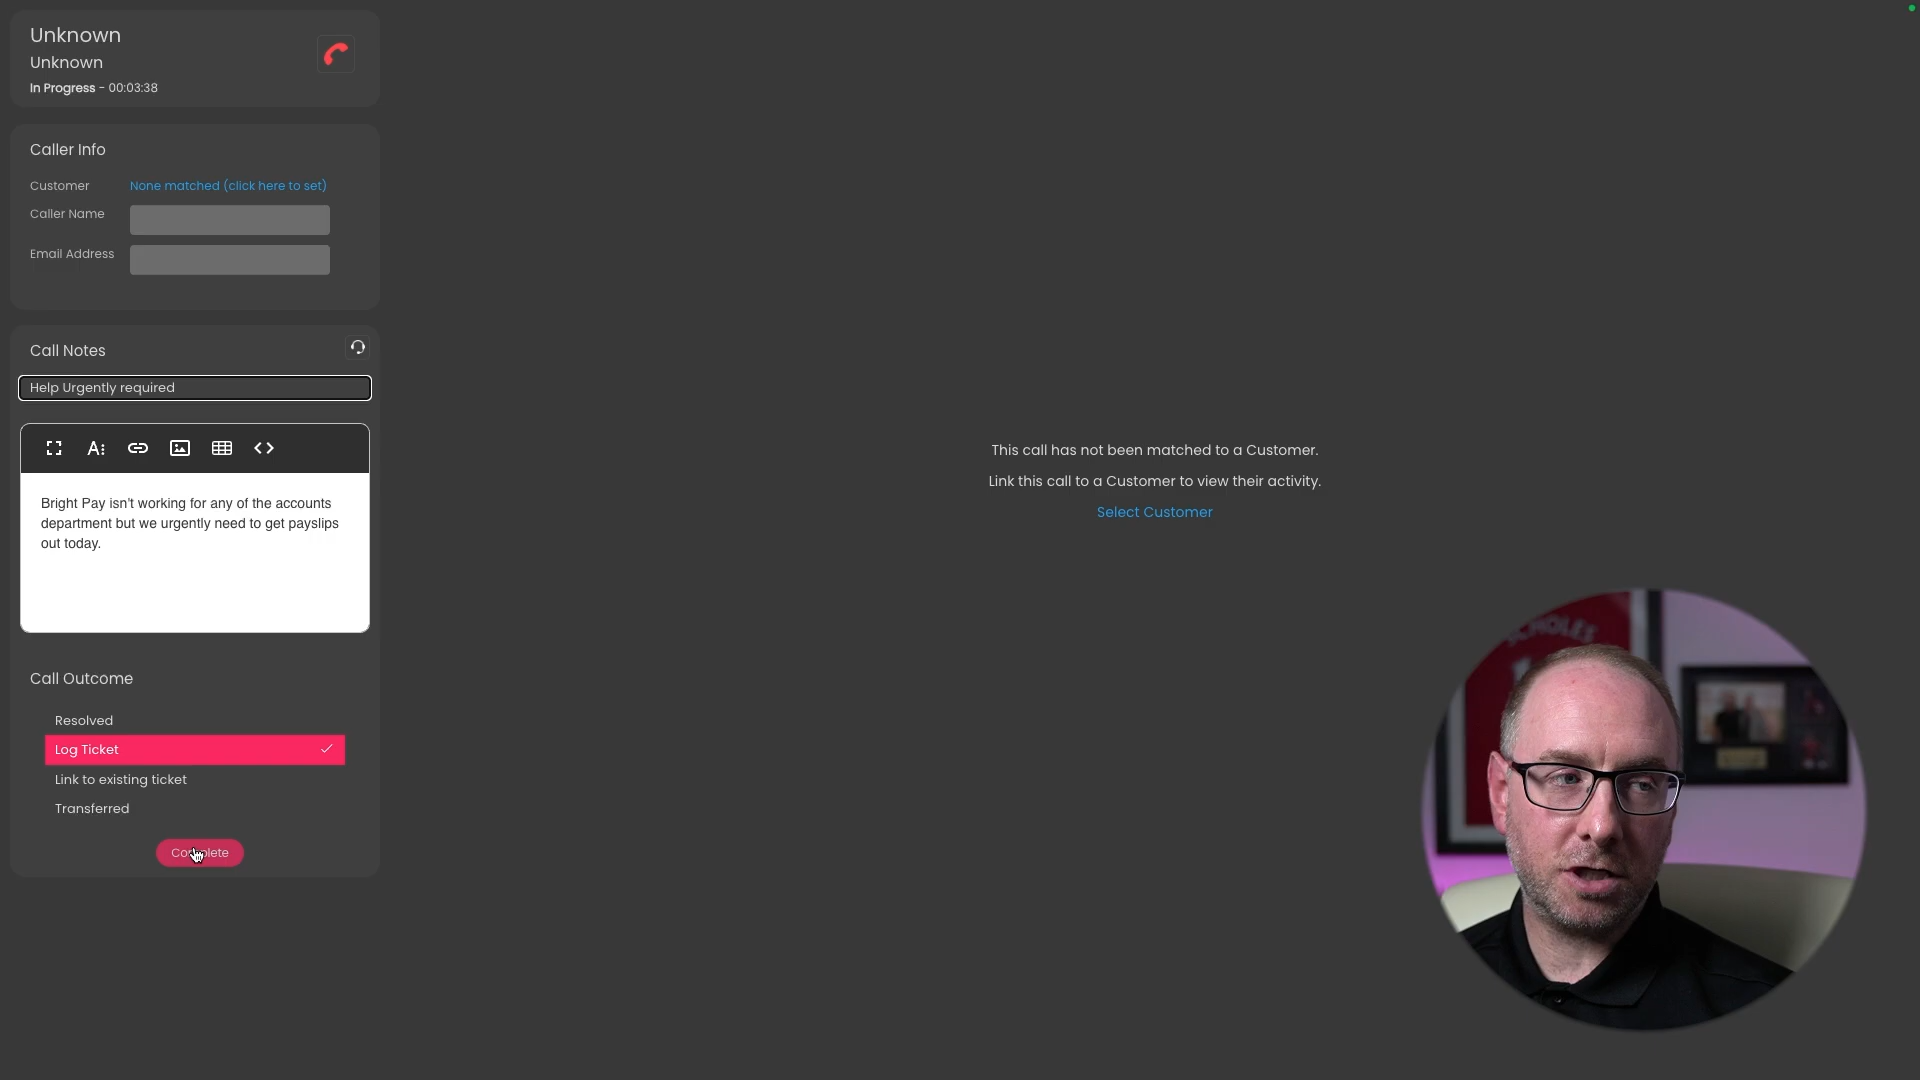 Unknown
Unknown
In Progress - 00:03:38
Caller Info
Customer None matched (click here to set)
Caller Name
Email Address
Call Notes
Help Urgently required
Bright Pay isn't working for any of the accounts
department but we urgently need to get payslips
out today.
Call Outcome
Resolved
Log Ticket
Link to existing ticket
Transferred
Complete
This call has not been matched to a Customer.
Link this call to a Customer to view their activity.
Select Customer
SCHOLES